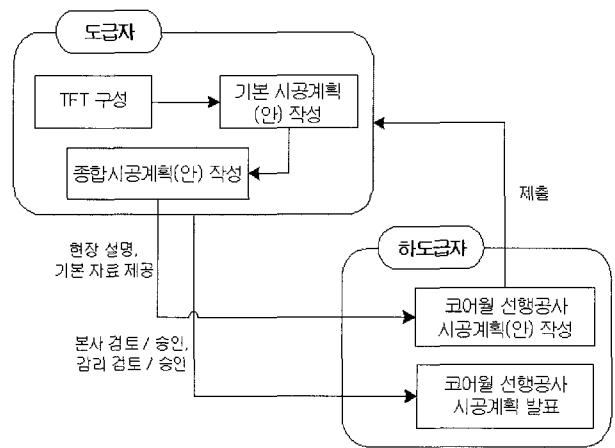 도급자
TFT 구성
기본 시공계획
(안) 작성
종합시공계획(안) 작성
제출
현장 설명,
기본 자료 제공
하도급자
코어월 선행공사
시공계획(안) 작성
본사 검토 / 승인,
감리 검토 / 승인
코어월 선행공사
시공계획 발표